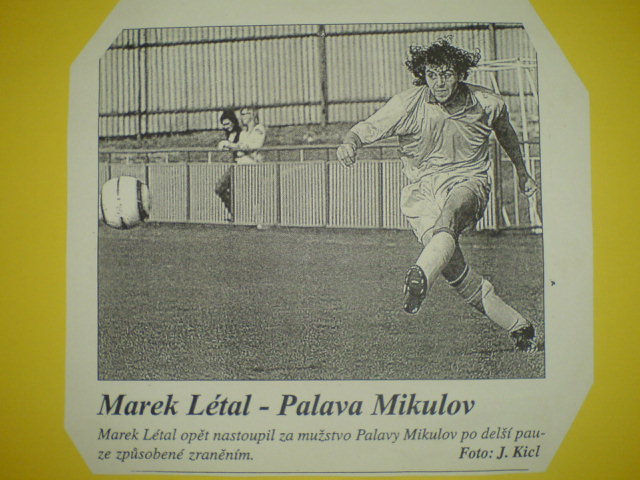 Marek Létal - Palava Mikulov
Marek Létal opět nastoupil za mužstvo Palavy Mikulov po delší pau-
ze způsobené zraněním. Foto: J. Kicl